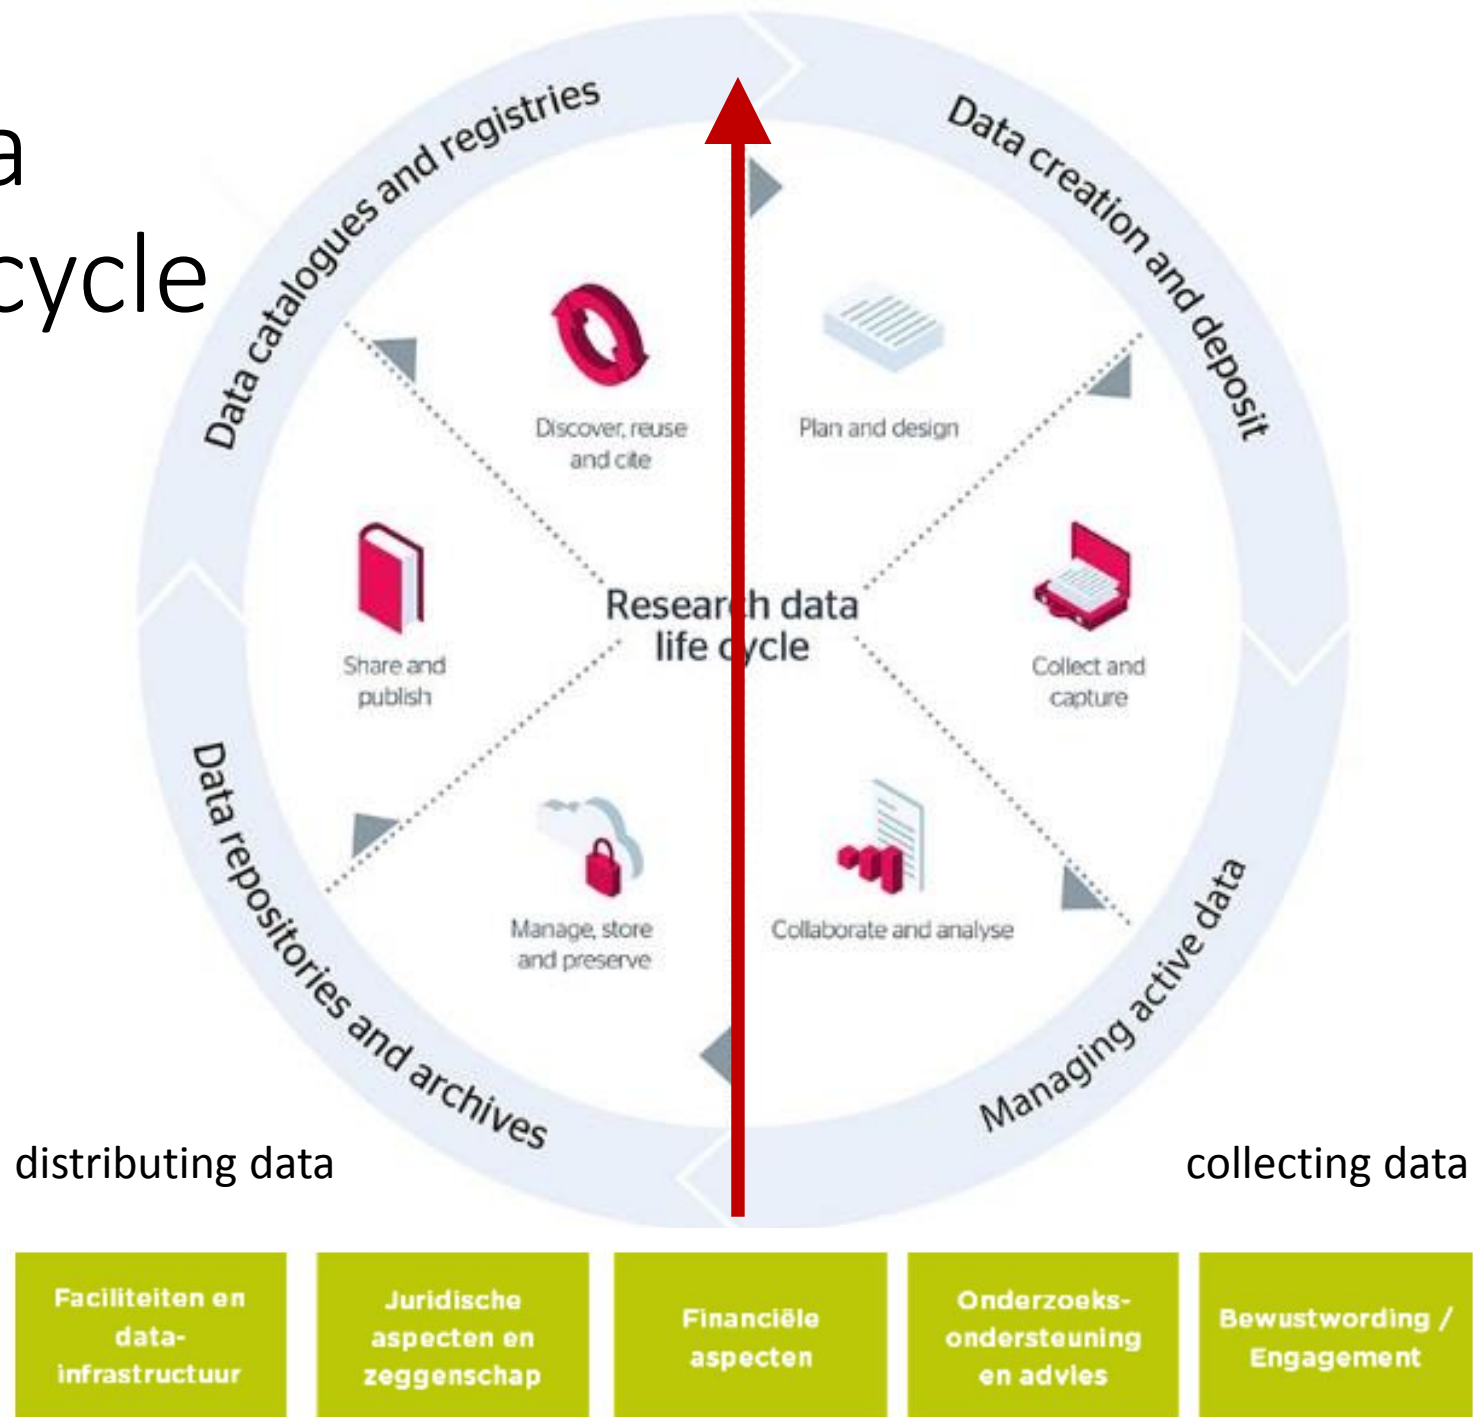 a
cycle
Data catalogues and registries
Data creation and deposit
Discover, reuse
and cite
Plan and design
Research data
life cycle
Share and
publish
Collect and
capture
Manage, store
and preserve
Collaborate and analyse
Data repositories and archives
Managing active data
distributing data
collecting data
Faciliteiten en
data-
infrastructuur
Juridische
aspecten en
zeggenschap
Financiële
aspecten
Onderzoeks-
ondersteuning
en advies
Bewustwording /
Engagement